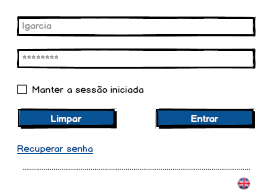 lgarcia
********
Manter a sessão iniciada
Limpar
Entrar
Recuperar senha